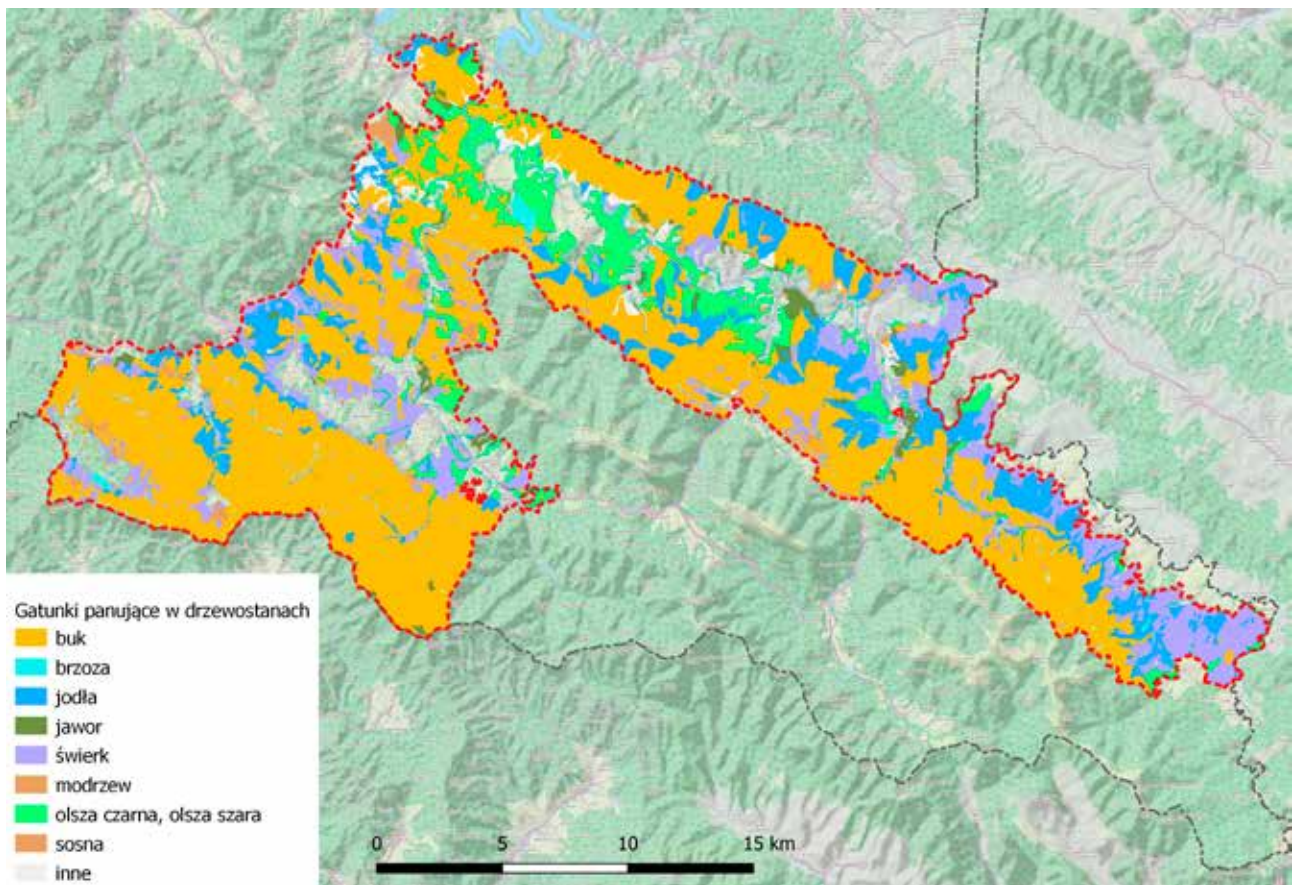 Gatunki panujące w drzewostanach
buk
brzoza
jodła
jawor
świerk
modrzew
olsza czarna, olsza szara
sosna
inne
0 5 10 15 km